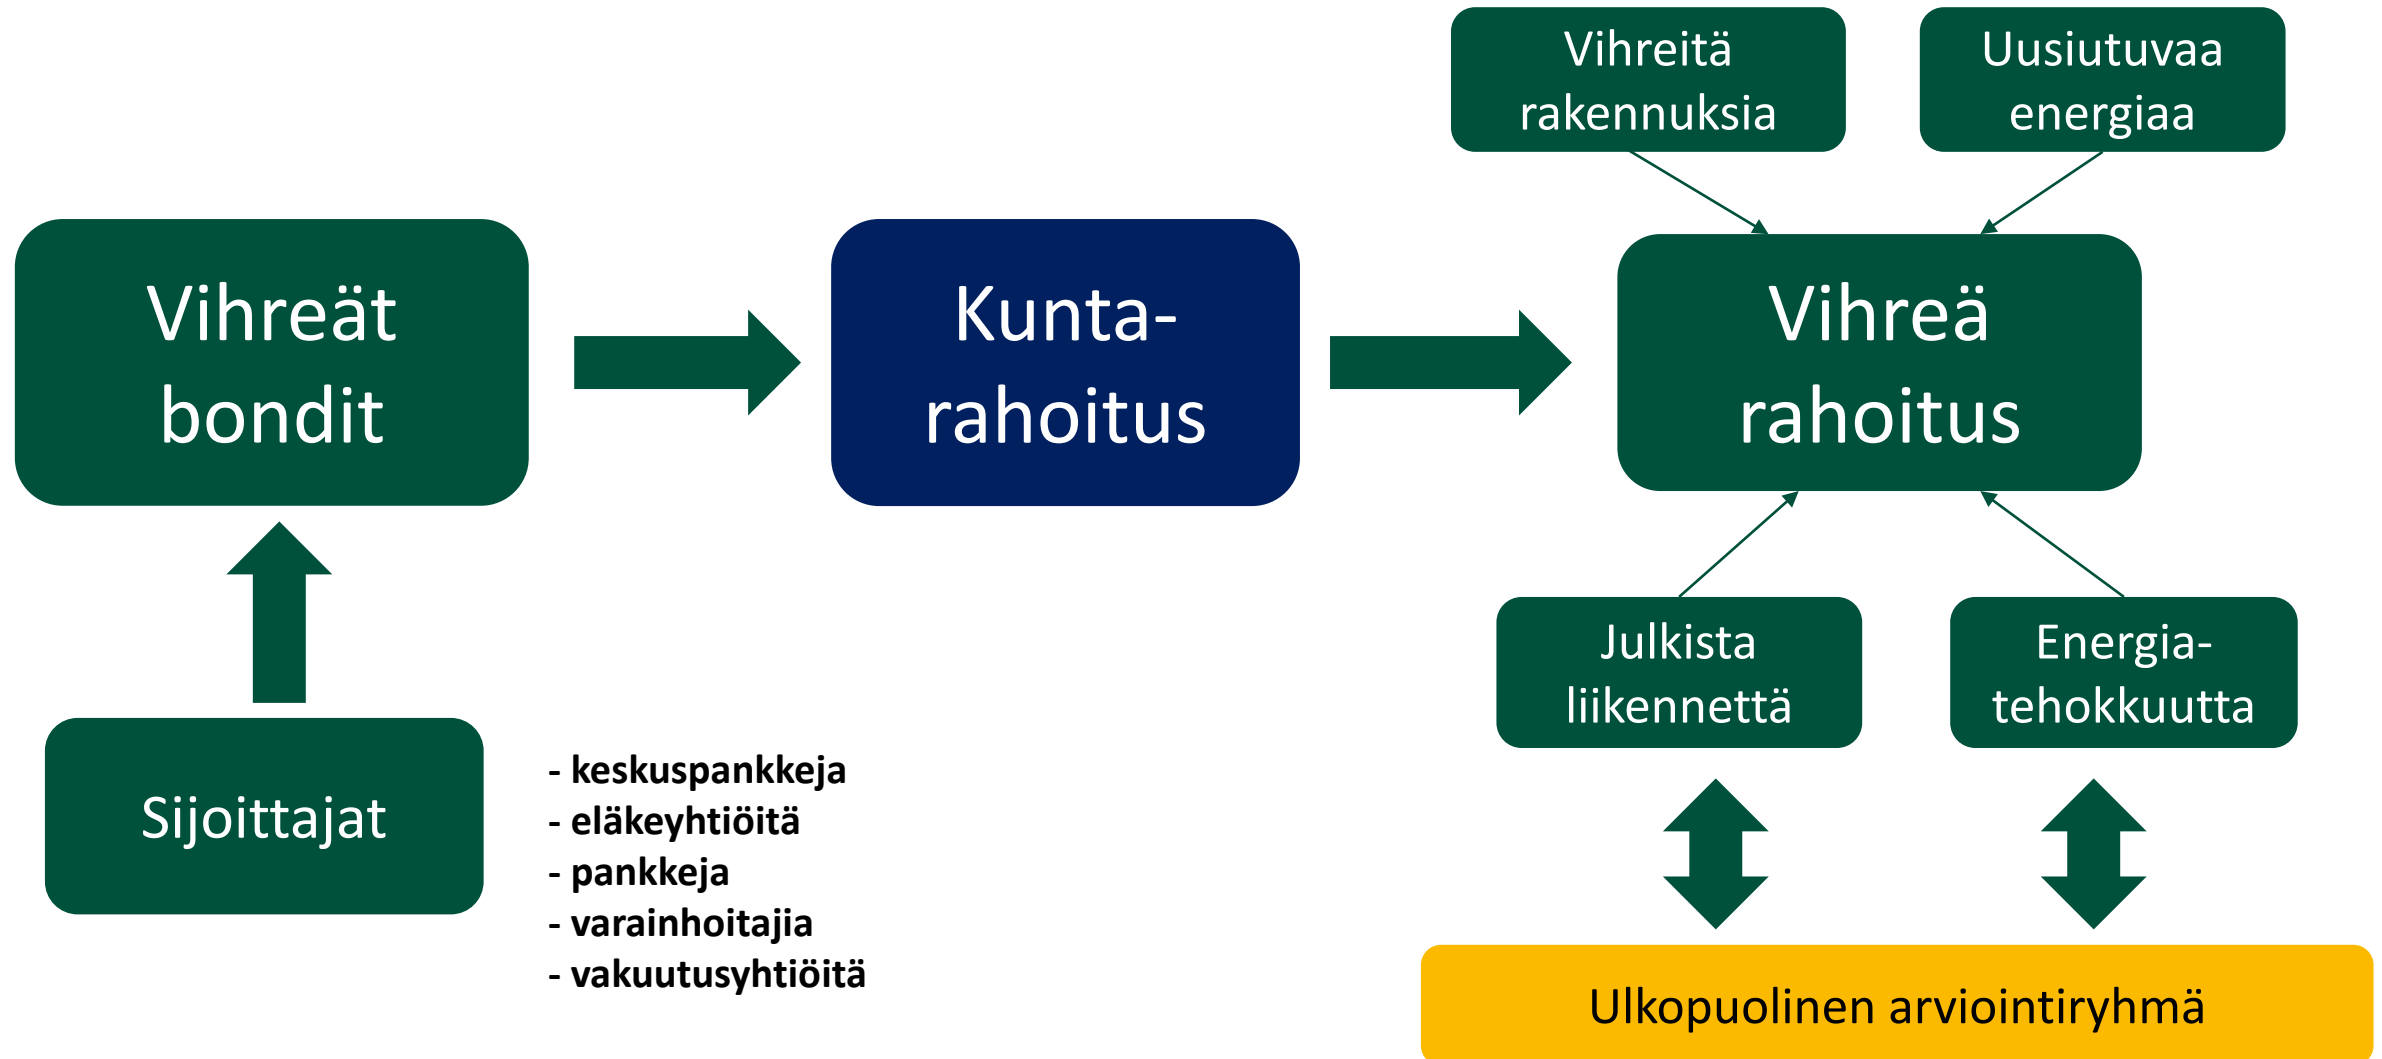 Vihreitä
rakennuksia
Uusiutuvaa
energiaa
Vihreät
bondit
Kunta-
rahoitus
Vihreä
rahoitus
Julkista
liikennettä
Energia-
tehokkuutta
Sijoittajat
- keskuspankkeja
- eläkeyhtiöitä
- pankkeja
- varainhoitajia
- vakuutusyhtiöitä
Ulkopuolinen arviointiryhmä